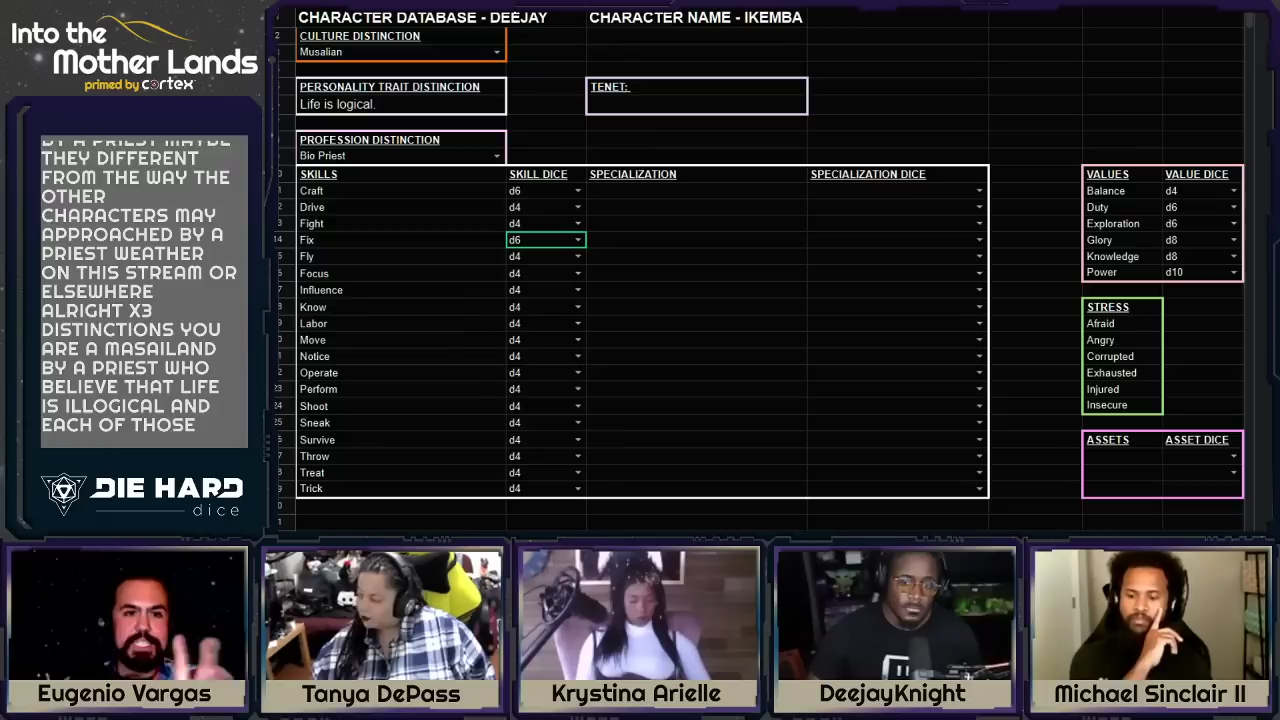 Into the
Mother Lands
primed by cortex
BY A PRIEST MAYBE
THEY DIFFERENT
FROM THE WAY THE
OTHER
CHARACTERS MAY
APPROACHED BY A
PRIEST WEATHER
ON THIS STREAM OR
ELSEWHERE
ALRIGHT X3
DISTINCTIONS YOU
ARE A MASAILAND
BY A PRIEST WHO
BELIEVE THAT LIFE
IS ILLOGICAL AND
EACH OF THOSE
DIE HARD
dice
CHARACTER DATABASE - DEEJAY CHARACTER NAME - IKEMBA
CULTURE DISTINCTION
Musalian
PERSONALITY TRAIT DISTINCTION TENET:
Life is logical.
PROFESSION DISTINCTION
Bio Priest
SKILLS SKILL DICE SPECIALIZATION SPECIALIZATION DICE
Craft d6
Drive d4
Fight d4
14 Fix d6
Fly d4
Focus d4
Influence d4
Know d4
Labor d4
Move d4
Notice d4
Operate d4
23 Perform d4
24 Shoot d4
25 Sneak d4
Survive d4
Throw d4
Treat d4
Trick d4
VALUES VALUE DICE
Balance d4
Duty d6
Exploration d6
Glory d8
Knowledge d8
Power d10
STRESS
Afraid
Angry
Corrupted
Exhausted
Injured
Insecure
ASSETS ASSET DICE
Eugenio Vargas
Tanya DePass
Krystina Arielle
DeejayKnight
Michael Sinclair II